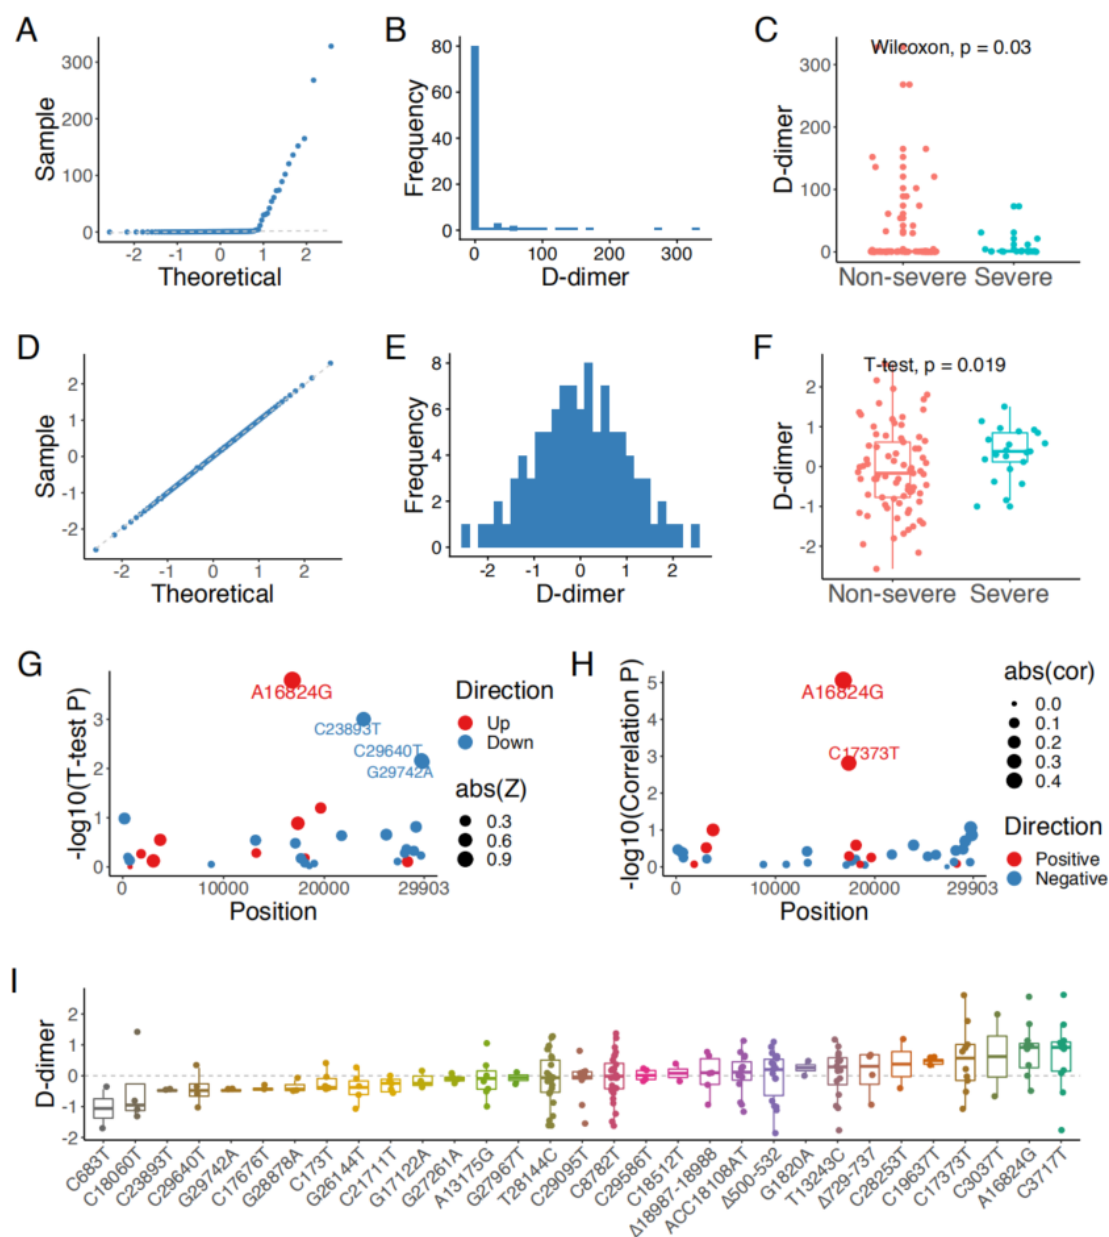 A
B
C
300
200
100
0
Sample
-2
-1
0
1
2
Theoretical
80
60
40
20
0
Frequency
0
100
200
300
D-dimer
Wilcoxon, p = 0.03
300
200
100
0
D-dimer
Non-severe
Severe
D
E
F
2
1
0
-1
-2
Sample
-2
-1
0
1
2
Theoretical
8
6
4
2
0
Frequency
-2
-1
0
1
2
D-dimer
T-test, p = 0.019
2
1
0
-1
-2
D-dimer
Non-severe
Severe
G
H
3
2
1
0
-log10(T-test P)
A16824G
C23893T
C29640T
G29742A
0
10000
20000
29903
Position
Direction
Up
Down
abs(Z)
0.3
0.6
0.9
5
4
3
2
1
0
-log10(Correlation P)
A16824G
C17373T
0
10000
20000
29903
Position
abs(cor)
0.0
0.1
0.2
0.3
0.4
Direction
Positive
Negative
I
2
1
0
-1
-2
D-dimer
C683T
C18060T
C23893T
C29640T
G29742A
C17676T
G28878A
C173T
G26144T
C21711T
G17122A
G27261A
A13175G
G27967T
T28144C
C29095T
C8782T
C29586T
C18512T
Δ18987-18988
ACC18108AT
Δ500-532
G1820A
T13243C
Δ729-737
C28253T
C19637T
C17373T
C3037T
A16824G
C3717T